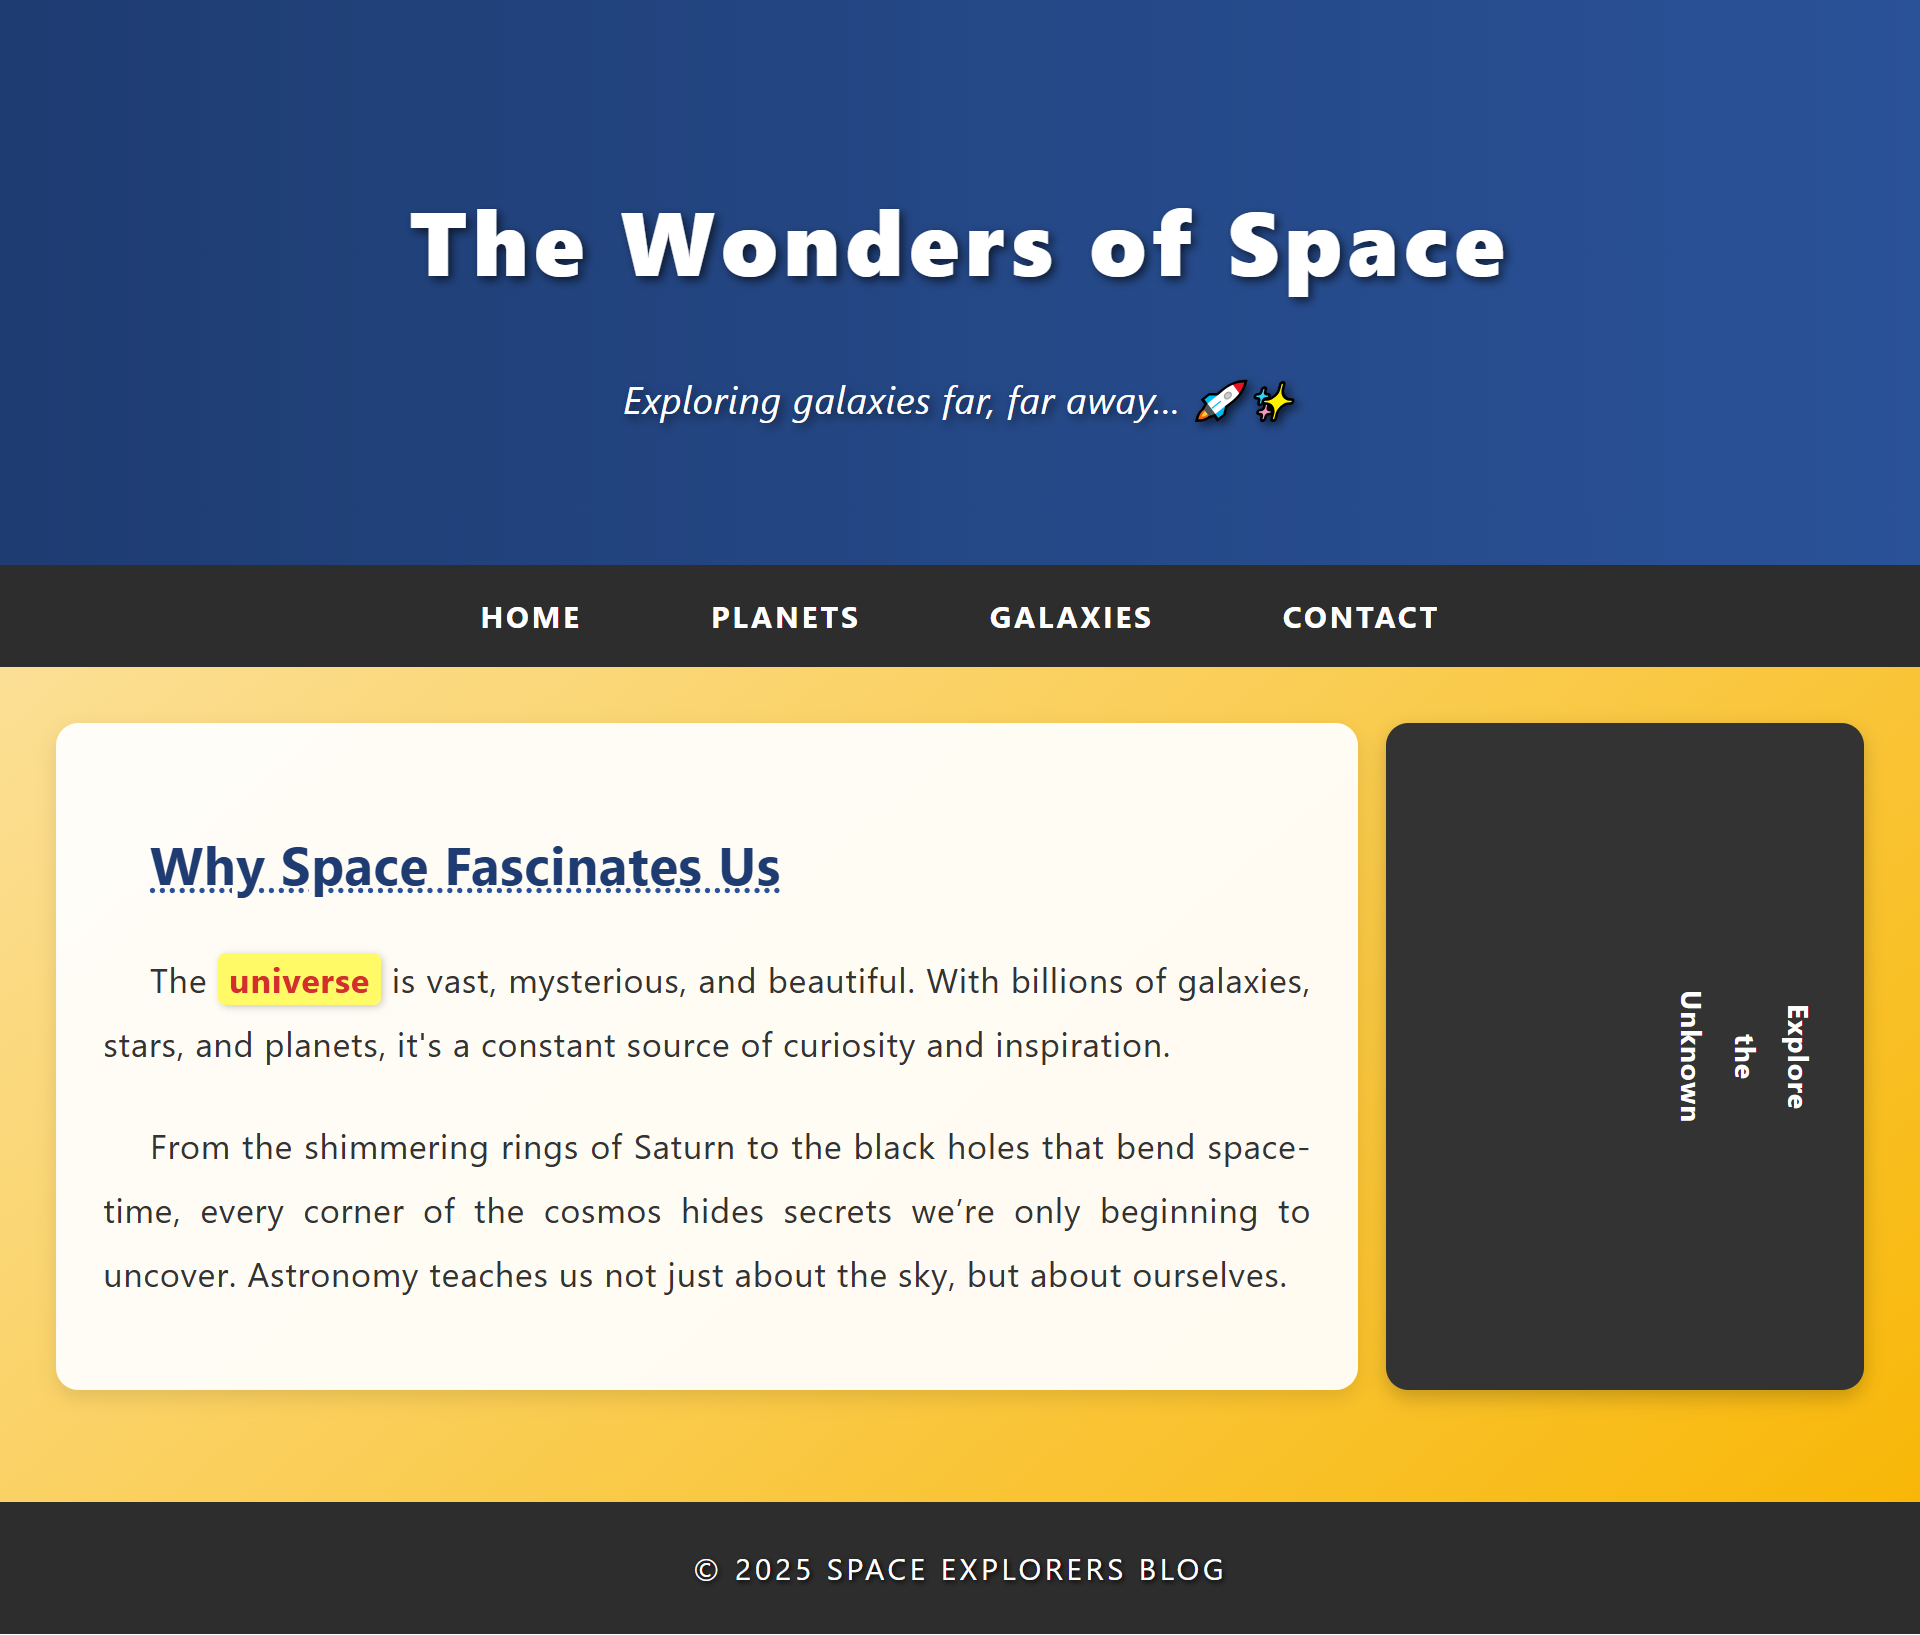 The Wonders of Space
Exploring galaxies far, far away... 🚀✨
HOME PLANETS GALAXIES CONTACT
Why Space Fascinates Us
The universe is vast, mysterious, and beautiful. With billions of galaxies,
stars, and planets, it's a constant source of curiosity and inspiration.
From the shimmering rings of Saturn to the black holes that bend space-
time, every corner of the cosmos hides secrets we’re only beginning to
uncover. Astronomy teaches us not just about the sky, but about ourselves.
Explore
the
Unknown
© 2025 SPACE EXPLORERS BLOG